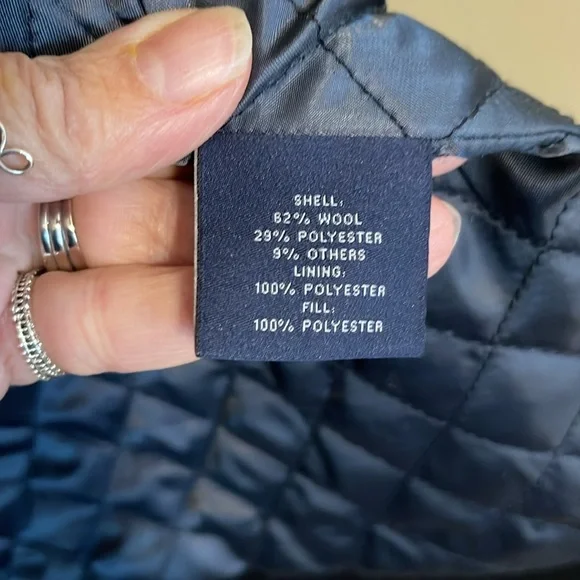 SHELL:
62% WOOL
29% POLYESTER
9% OTHERS
LINING:
100% POLYESTER
FILL:
100% POLYESTER